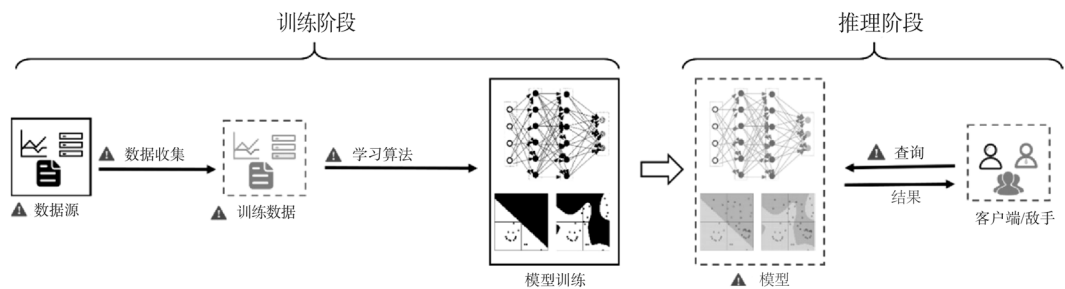 训练阶段
推理阶段
数据收集
学习算法
查询
结果
数据源
训练数据
模型训练
模型
客户端/敌手